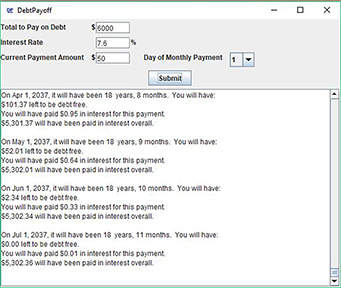 DebtPayoff
Total to Pay on Debt $ 6000
Interest Rate 7.6 %
Current Payment Amount $ 50 Day of Monthly Payment 1
Submit
On Apr 1, 2037, it will have been 18 years, 8 months. You will have:
$101.37 left to be debt free.
You will have paid $0.95 in interest for this payment.
$5,301.37 will have been paid in interest overall.
On May 1, 2037, it will have been 18 years, 9 months. You will have:
$52.01 left to be debt free.
You will have paid $0.64 in interest for this payment.
$5,302.01 will have been paid in interest overall.
On Jun 1, 2037, it will have been 18 years, 10 months. You will have:
$2.34 left to be debt free.
You will have paid $0.33 in interest for this payment.
$5,302.34 will have been paid in interest overall.
On Jul 1, 2037, it will have been 18 years, 11 months. You will have:
$0.00 left to be debt free.
You will have paid $0.01 in interest for this payment.
$5,302.36 will have been paid in interest overall.